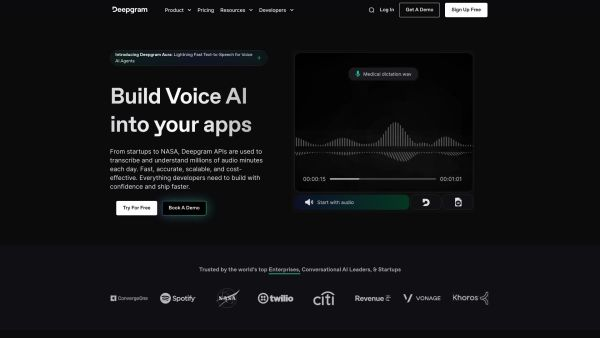 Deepgram
Product
Pricing
Resources
Developers
Log In
Get A Demo
Sign Up Free
Introducing Deepgram Aura: Lightning Fast Text-to-Speech for Voice
AI Agents
Build Voice AI
into your apps
From startups to NASA, Deepgram APIs are used to
transcribe and understand millions of audio minutes
each day. Fast, accurate, scalable, and cost-
effective. Everything developers need to build with
confidence and ship faster.
Try For Free
Book A Demo
Medical dictation.wav
00:00:15
00:01:01
Start with audio
Trusted by the world's top Enterprises, Conversational AI Leaders, & Startups
ConvergeOne
Spotify
NASA
twilio
citi
Revenue
VONAGE
Khoros